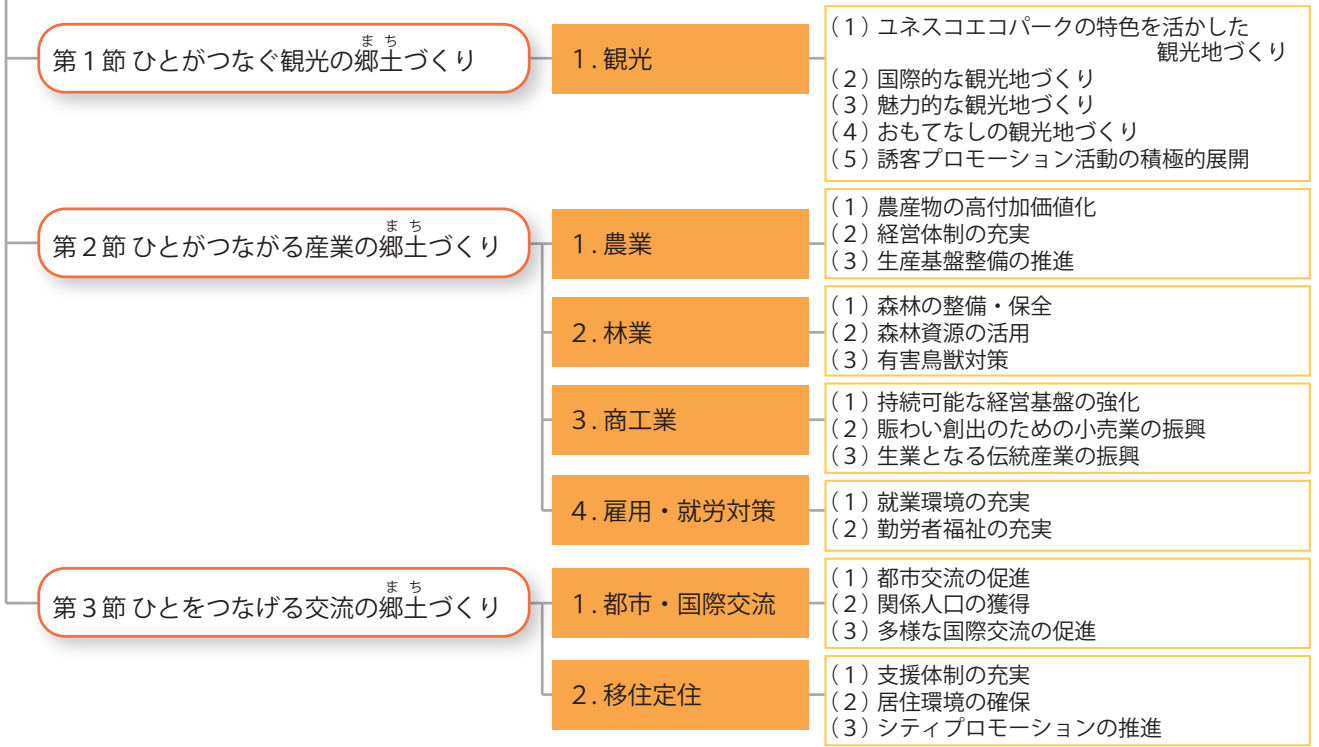 まち
第1節 ひとがつなぐ観光の郷土づくり
1. 観光
(1) ユネスコエコパークの特色を活かした
観光地づくり
(2) 国際的な観光地づくり
(3) 魅力的な観光地づくり
(4) おもてなしの観光地づくり
(5) 誘客プロモーション活動の積極的展開
まち
第2節 ひとがつながる産業の郷土づくり
1. 農業
(1) 農産物の高付加価値化
(2) 経営体制の充実
(3) 生産基盤整備の推進
2. 林業
(1) 森林の整備・保全
(2) 森林資源の活用
(3) 有害鳥獣対策
3. 商工業
(1) 持続可能な経営基盤の強化
(2) 賑わい創出のための小売業の振興
(3) 生業となる伝統産業の振興
4. 雇用・就労対策
(1) 就業環境の充実
(2) 勤労者福祉の充実
まち
第3節 ひとをつなげる交流の郷土づくり
1. 都市・国際交流
(1) 都市交流の促進
(2) 関係人口の獲得
(3) 多様な国際交流の促進
2. 移住定住
(1) 支援体制の充実
(2) 居住環境の確保
(3) シティプロモーションの推進